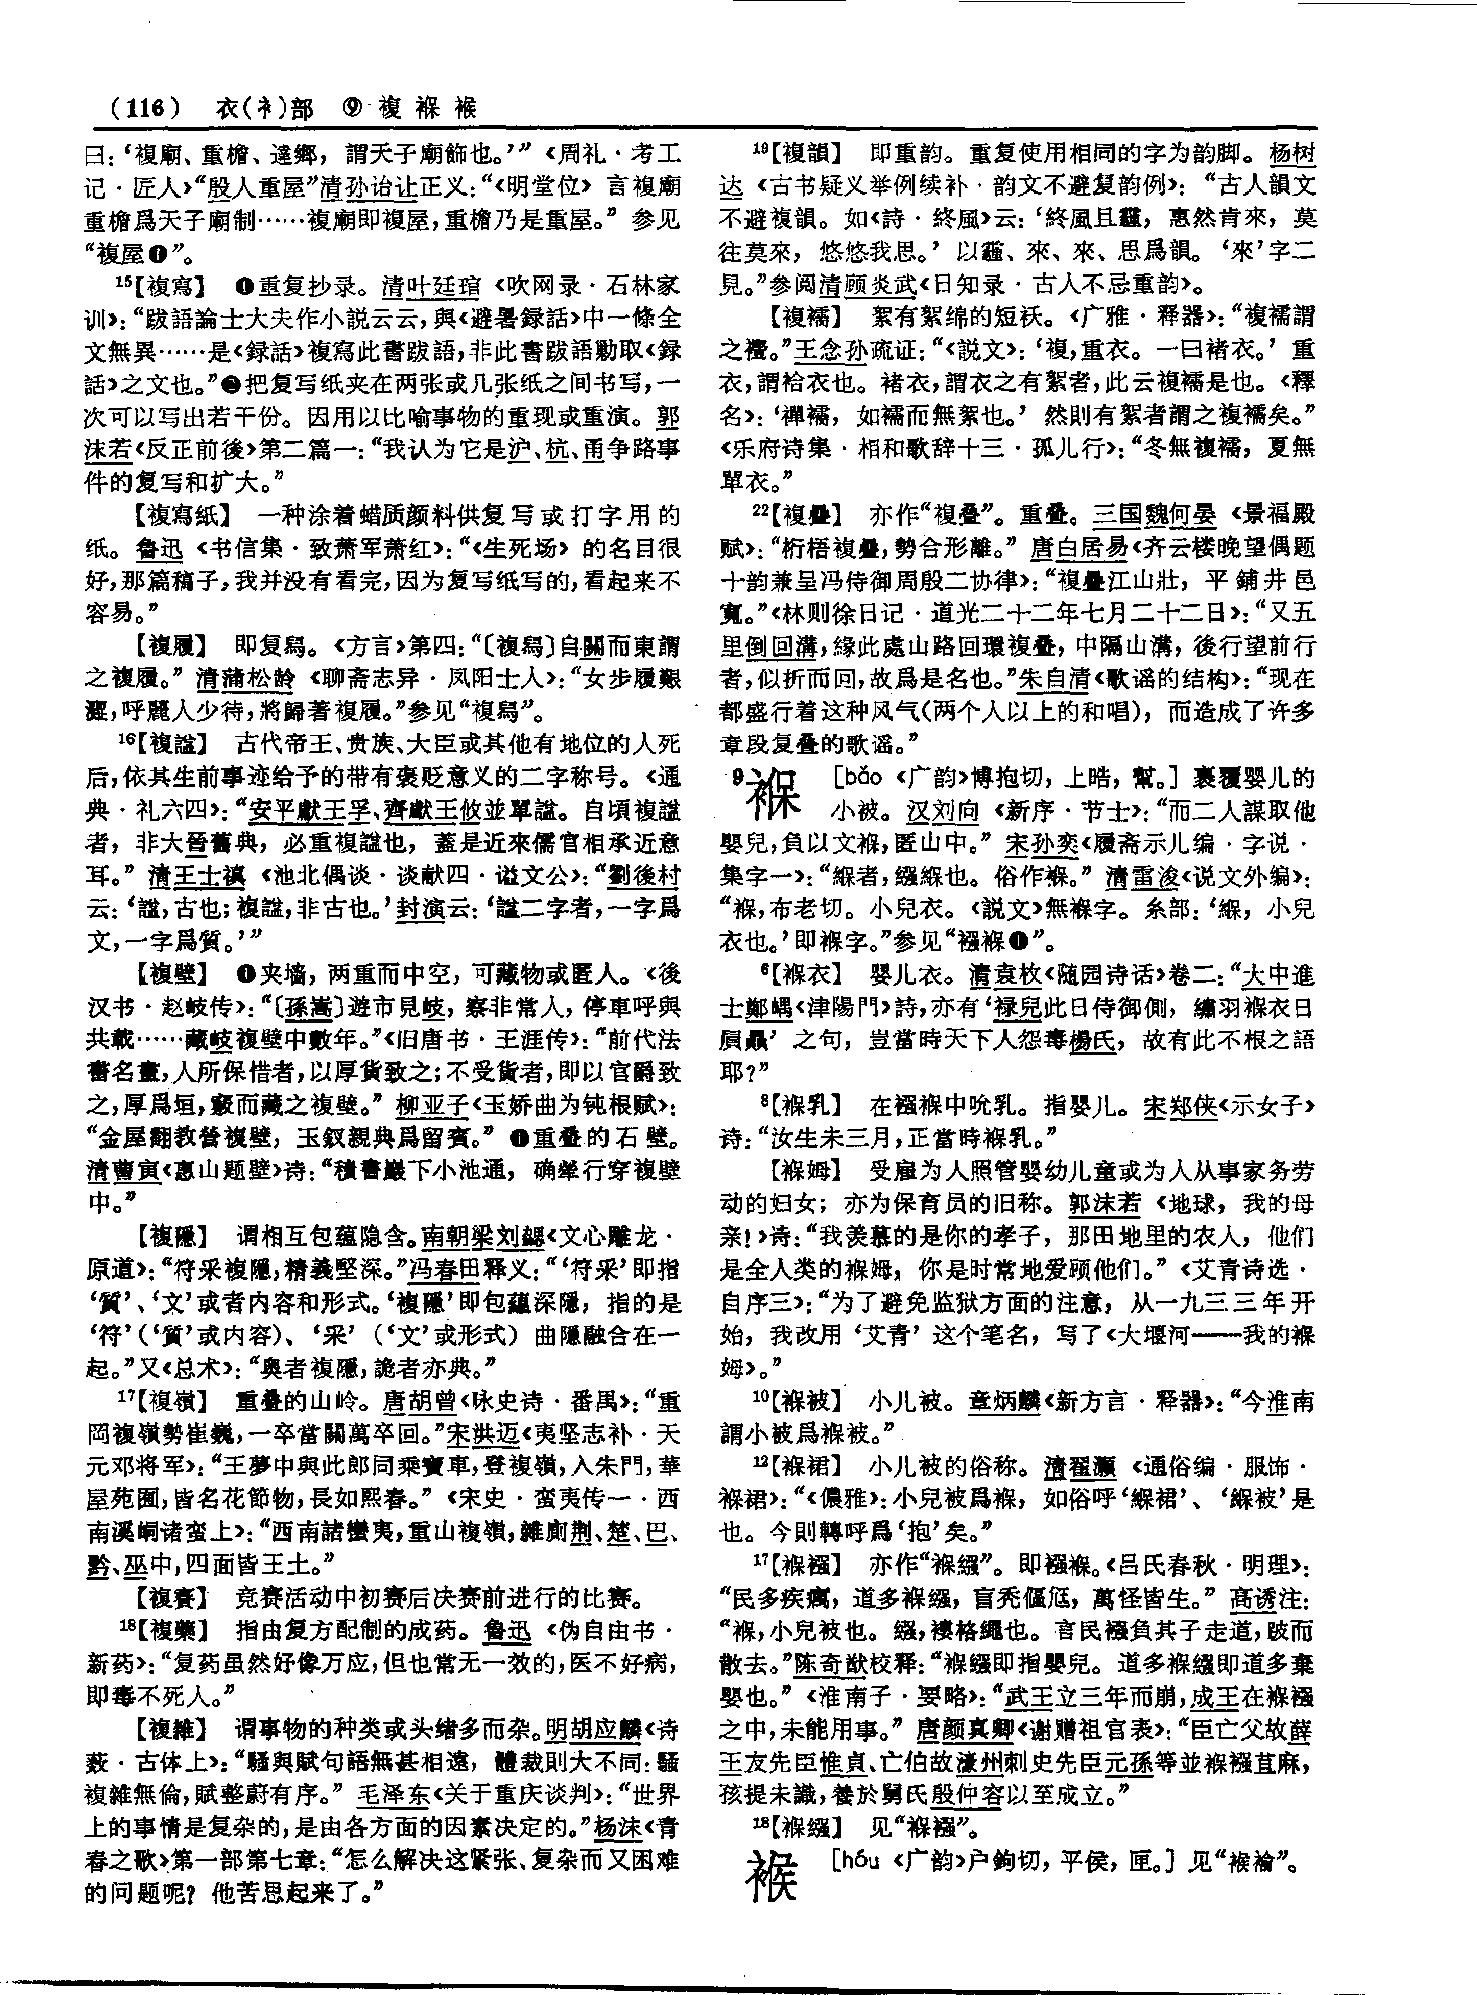 (116) 衣(衤)部 ⑨ 複 褓 㬋
曰：‘複廟、重檐、達鄉，謂天子廟飾也。’”《周礼·考工
记·匠人》“殷人重屋”清孙诒让正义：“《明堂位》言複廟
重檐爲天子廟制……複廟即複屋，重檐乃是重屋。”参见
“複屋❶”。
15【複寫】 ❶重复抄录。清叶廷琯《吹网录·石林家
训》：“跋語論士大夫作小説云云，與《避暑録話》中一條全
文無異……是《録話》複寫此書跋語，非此書跋語勦取《録
話》之文也。”❷把复写纸夹在两张或几张纸之间书写，一
次可以写出若干份。因用以比喻事物的重现或重演。郭
沫若《反正前後》第二篇一：“我认为它是沪、杭、甬争路事
件的复写和扩大。”
【複寫紙】 一种涂着蜡质颜料供复写或打字用的
纸。鲁迅《书信集·致萧军萧红》：“《生死场》的名目很
好，那篇稿子，我并没有看完，因为复写纸写的，看起来不
容易。”
【複履】 即复舄。《方言》第四：“〔複舄〕自關而東謂
之複履。”清蒲松龄《聊斋志异·凤阳士人》：“女步履艱
澀，呼麗人少待，將歸著複履。”参见“複舄”。
16【複諡】 古代帝王、贵族、大臣或其他有地位的人死
后，依其生前事迹给予的带有褒贬意义的二字称号。《通
典·礼六四》：“安平獻王孚、齊獻王攸並單諡。自頃複諡
者，非大晉舊典，必重複諡也，蓋是近來儒官相承近意
耳。”清王士禛《池北偶谈·谈献四·谥文公》：“劉後村
云：‘諡，古也；複諡，非古也。’封演云：‘諡二字者，一字爲
文，一字爲質。’”
【複壁】 ❶夹墙，两重而中空，可藏物或匿人。《後
汉书·赵岐传》：“〔孫嵩〕遊市見岐，察非常人，停車呼與
共載……藏岐複壁中數年。”《旧唐书·王涯传》：“前代法
書名畫，人所保惜者，以厚貨致之；不受貨者，即以官爵致
之，厚爲垣，竅而藏之複壁。”柳亚子《玉娇曲为钝根赋》：
“金屋翻教營複壁，玉釵親典爲留賓。”❶重叠的石壁。
清曹寅《惠山题壁》诗：“積書巖下小池通，确犖行穿複壁
中。”
【複隱】 谓相互包蕴隐含。南朝梁刘勰《文心雕龙·
原道》：“符采複隱，精義堅深。”冯春田释义：“‘符采’即指
‘質’、‘文’或者内容和形式。‘複隱’即包蘊深隱，指的是
‘符’（‘質’或内容）、‘采’（‘文’或形式）曲隱融合在一
起。”又《总术》：“奥者複隱，詭者亦典。”
17【複嶺】 重叠的山岭。唐胡曾《咏史诗·番禺》：“重
岡複嶺勢崔巍，一卒當關萬卒回。”宋洪迈《夷坚志补·天
元邓将军》：“王夢中與此郎同乘寶車，登複嶺，入朱門，華
屋苑囿，皆名花節物，長如熙春。”《宋史·蛮夷传一·西
南溪峒诸蛮上》：“西南諸蠻夷，重山複嶺，雜廁荆、楚、巴、
黔、巫中，四面皆王土。”
【複賽】 竞赛活动中初赛后决赛前进行的比赛。
18【複藥】 指由复方配制的成药。鲁迅《伪自由书·
新药》：“复药虽然好像万应，但也常无一效的，医不好病，
即毒不死人。”
【複雜】 谓事物的种类或头绪多而杂。明胡应麟《诗
薮·古体上》：“騷與賦句語無甚相遠，體裁則大不同：騷
複雜無倫，賦整蔚有序。”毛泽东《关于重庆谈判》：“世界
上的事情是复杂的，是由各方面的因素决定的。”杨沫《青
春之歌》第一部第七章：“怎么解决这紧张、复杂而又困难
的问题呢？他苦思起来了。”
19【複韻】 即重韵。重复使用相同的字为韵脚。杨树
达《古书疑义举例续补·韵文不避复韵例》：“古人韻文
不避複韻。如《詩·終風》云：‘終風且霾，惠然肯來，莫
往莫來，悠悠我思。’以霾、來、來、思爲韻。‘來’字二
見。”参阅清顾炎武《日知录·古人不忌重韵》。
【複襦】 絮有絮绵的短袄。《广雅·释器》：“複襦謂
之𧝎。”王念孙疏证：“《説文》：‘複，重衣。一曰褚衣。’重
衣，謂袷衣也。褚衣，謂衣之有絮者，此云複襦是也。《釋
名》：‘襌襦，如襦而無絮也。’然則有絮者謂之複襦矣。”
《乐府诗集·相和歌辞十三·孤儿行》：“冬無複襦，夏無
單衣。”
22【複疊】 亦作“複叠”。重叠。三国魏何晏《景福殿
赋》：“桁梧複疊，勢合形離。”唐白居易《齐云楼晚望偶题
十韵兼呈冯侍御周殷二协律》：“複疊江山壯，平鋪井邑
寬。”《林则徐日记·道光二十二年七月二十二日》：“又五
里倒回溝，緣此處山路回環複叠，中隔山溝，後行望前行
者，似折而回，故爲是名也。”朱自清《歌谣的结构》：“现在
都盛行着这种风气（两个人以上的和唱），而造成了许多
章段复叠的歌谣。”
9褓 ［bǎo《广韵》博抱切，上晧，幫。］裹覆婴儿的
小被。汉刘向《新序·节士》：“而二人謀取他
嬰兒，負以文褓，匿山中。”宋孙奕《履斋示儿编·字说·
集字一》：“緥者，繦緥也。俗作褓。”清雷浚《说文外编》：
“褓，布老切。小兒衣。《説文》無褓字。糸部：‘緥，小兒
衣也。’即褓字。”参见“襁褓❶”。
6【褓衣】 婴儿衣。清袁枚《随园诗话》卷二：“大中進
士鄭嵎《津陽門》詩，亦有‘禄兒此日侍御側，繡羽褓衣日
屓贔’之句，豈當時天下人怨毒楊氏，故有此不根之語
耶？”
8【褓乳】 在襁褓中吮乳。指婴儿。宋郑侠《示女子》
诗：“汝生未三月，正當時褓乳。”
【褓姆】 受雇为人照管婴幼儿童或为人从事家务劳
动的妇女；亦为保育员的旧称。郭沫若《地球，我的母
亲！》诗：“我羡慕的是你的孝子，那田地里的农人，他们
是全人类的褓姆，你是时常地爱顾他们。”《艾青诗选·
自序三》：“为了避免监狱方面的注意，从一九三三年开
始，我改用‘艾青’这个笔名，写了《大堰河——我的褓
姆》。”
10【褓被】 小儿被。章炳麟《新方言·释器》：“今淮南
謂小被爲褓被。”
12【褓裙】 小儿被的俗称。清翟灏《通俗编·服饰·
褓裙》：“《儂雅》：小兒被爲褓，如俗呼‘緥裙’、‘緥被’是
也。今則轉呼爲‘抱’矣。”
17【褓襁】 亦作“褓繈”。即襁褓。《吕氏春秋·明理》：
“民多疾癘，道多褓繈，盲秃傴尪，萬怪皆生。”高诱注：
“褓，小兒被也。繈，褸格繩也。言民襁負其子走道，跛而
散去。”陈奇猷校释：“褓繈即指嬰兒。道多褓繈即道多棄
嬰也。”《淮南子·要略》：“武王立三年而崩，成王在褓襁
之中，未能用事。”唐颜真卿《谢赠祖官表》：“臣亡父故薛
王友先臣惟貞、亡伯故濠州刺史先臣元孫等並褓襁苴麻，
孩提未識，養於舅氏殷仲容以至成立。”
18【褓繈】 见“褓襁”。
［hóu《广韵》户鉤切，平侯，匣。］见“